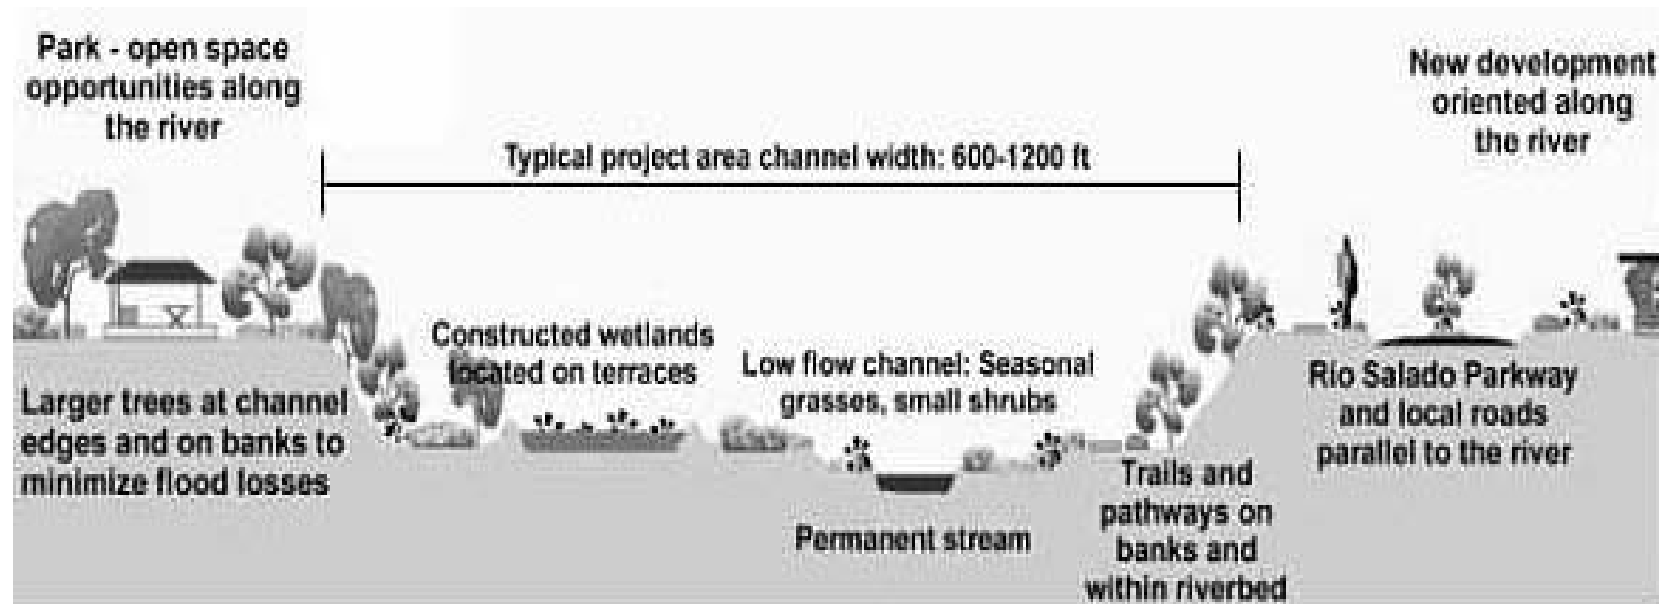 Park - open space
opportunities along
the river
New development
oriented along
the river
Typical project area channel width: 600-1200 ft
Constructed wetlands
located on terraces
Low flow channel: Seasonal
grasses, small shrubs
Larger trees at channel
edges and on banks to
minimize flood losses
Rio Salado Parkway
and local roads
parallel to the river
Trails and
pathways on
banks and
within riverbed
Permanent stream